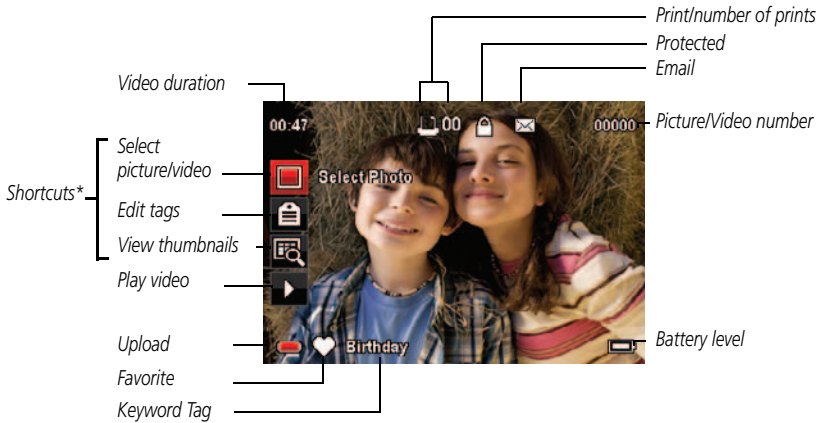 Print/number of prints
Protected
Email
Video duration
Picture/Video number
00:47
00
00000
Select
picture/video
Shortcuts*
Select Photo
Edit tags
View thumbnails
Play video
Upload
Birthday
Battery level
Favorite
Keyword Tag